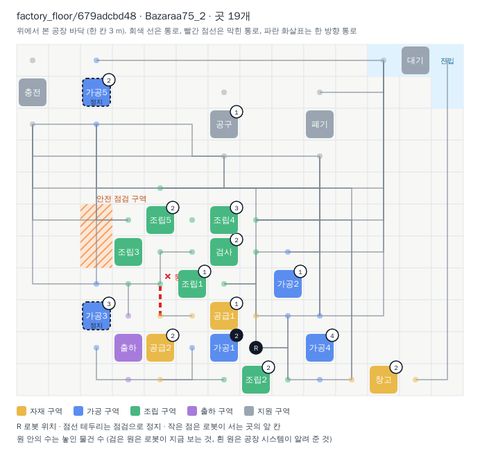 factory_floor/679adcbd48 · Bazaraa75_2 · 곳 19개
위에서 본 공장 바닥 (한 칸 3 m). 회색 선은 통로, 빨간 점선은 막힌 통로, 파란 화살표는 한 방향 통로
대기
충전
가공5
2
정지
공구
1
폐기
안전 점검 구역
조립5
2
조립4
3
조립3
검사
2
조립1
1
가공2
1
가공3
3
정지
공급1
1
출하
공급2
2
가공1
2
R
가공4
2
조립2
2
창고
2
자재 구역
가공 구역
조립 구역
출하 구역
지원 구역
R 로봇 위치 · 점선 테두리는 점검으로 정지 · 작은 점은 로봇이 서는 곳의 앞 칸
원 안의 수는 놓인 물건 수 (검은 원은 로봇이 지금 보는 것, 흰 원은 공장 시스템이 알려 준 것)